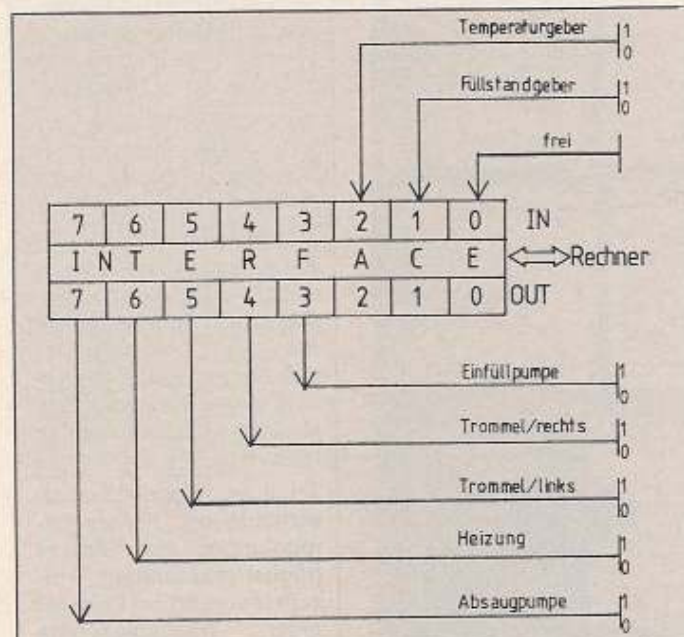 Temperaturgeber 1
0
Füllstandgeber 1
0
frei
7 6 5 4 3 2 1 0 IN
I N T E R F A C E Rechner
7 6 5 4 3 2 1 0 OUT
Einfüllpumpe 1
0
Trommel/rechts 1
0
Trommel/links 1
0
Heizung 1
0
Absaugpumpe 1
0